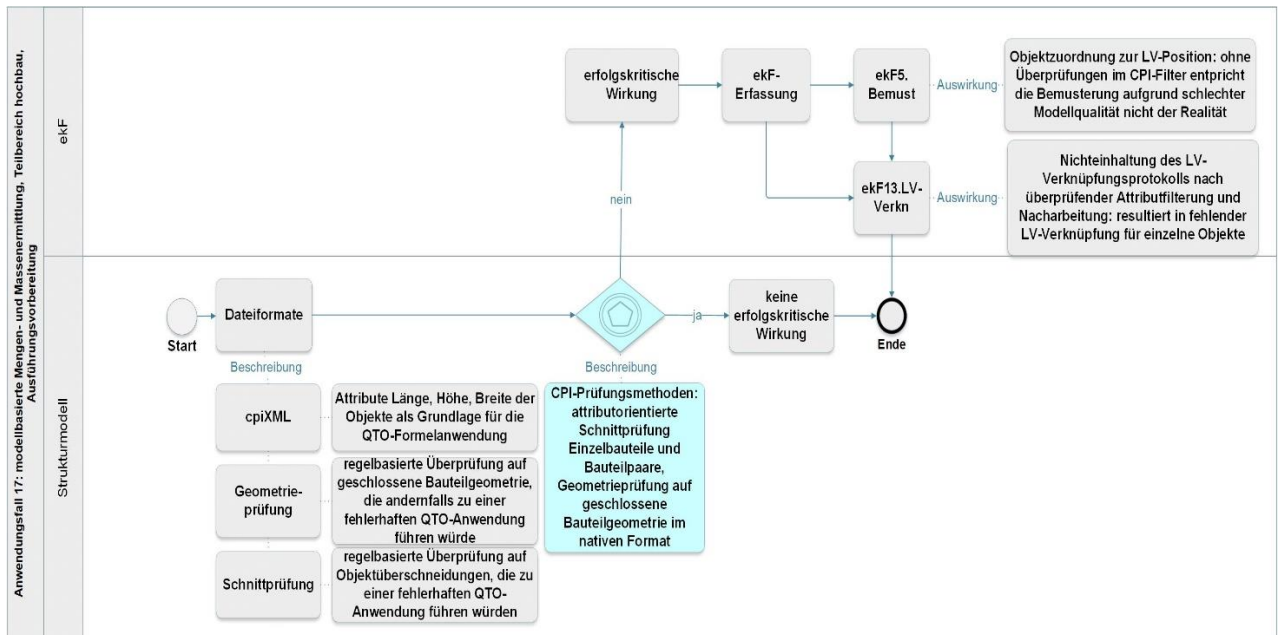 Anwendungsfall 17: modellbasierte Mengen- und Massenermittlung, Teilbereich hochbau,
Ausführungsvorbereitung
ekF
erfolgskritische
Wirkung
ekF-
Erfassung
ekF5.
Bemust
Auswirkung
Objektzuordnung zur LV-Position: ohne
Überprüfungen im CPI-Filter entpricht
die Bemusterung aufgrund schlechter
Modellqualität nicht der Realität
ekF13.LV-
Verkn
Auswirkung
Nichteinhaltung des LV-
Verknüpfungsprotokolls nach
überprüfender Attributfilterung und
Nacharbeitung: resultiert in fehlender
LV-Verknüpfung für einzelne Objekte
nein
Strukturmodell
Start
Dateiformate
ja
keine
erfolgskritische
Wirkung
Ende
Beschreibung
cpiXML
Attribute Länge, Höhe, Breite der
Objekte als Grundlage für die
QTO-Formelanwendung
Geometrie-
prüfung
regelbasierte Überprüfung auf
geschlossene Bauteilgeometrie,
die andernfalls zu einer
fehlerhaften QTO-Anwendung
führen würde
Schnittprüfung
regelbasierte Überprüfung auf
Objektüberschneidungen, die zu
einer fehlerhaften QTO-
Anwendung führen würden
Beschreibung
CPI-Prüfungsmethoden:
attributorientierte
Schnittprüfung
Einzelbauteile und
Bauteilpaare,
Geometrieprüfung auf
geschlossene
Bauteilgeometrie im
nativen Format